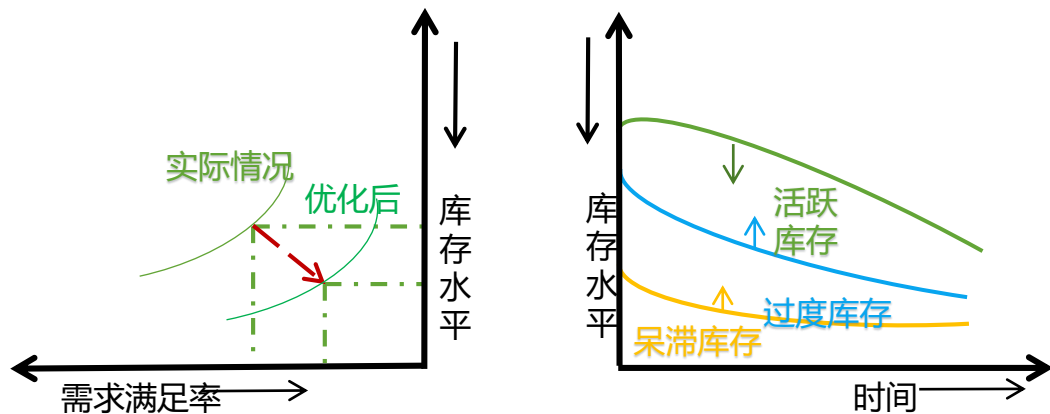 实际情况
优化后
库存水平
需求满足率
库存水平
活跃
库存
过度库存
呆滞库存
时间